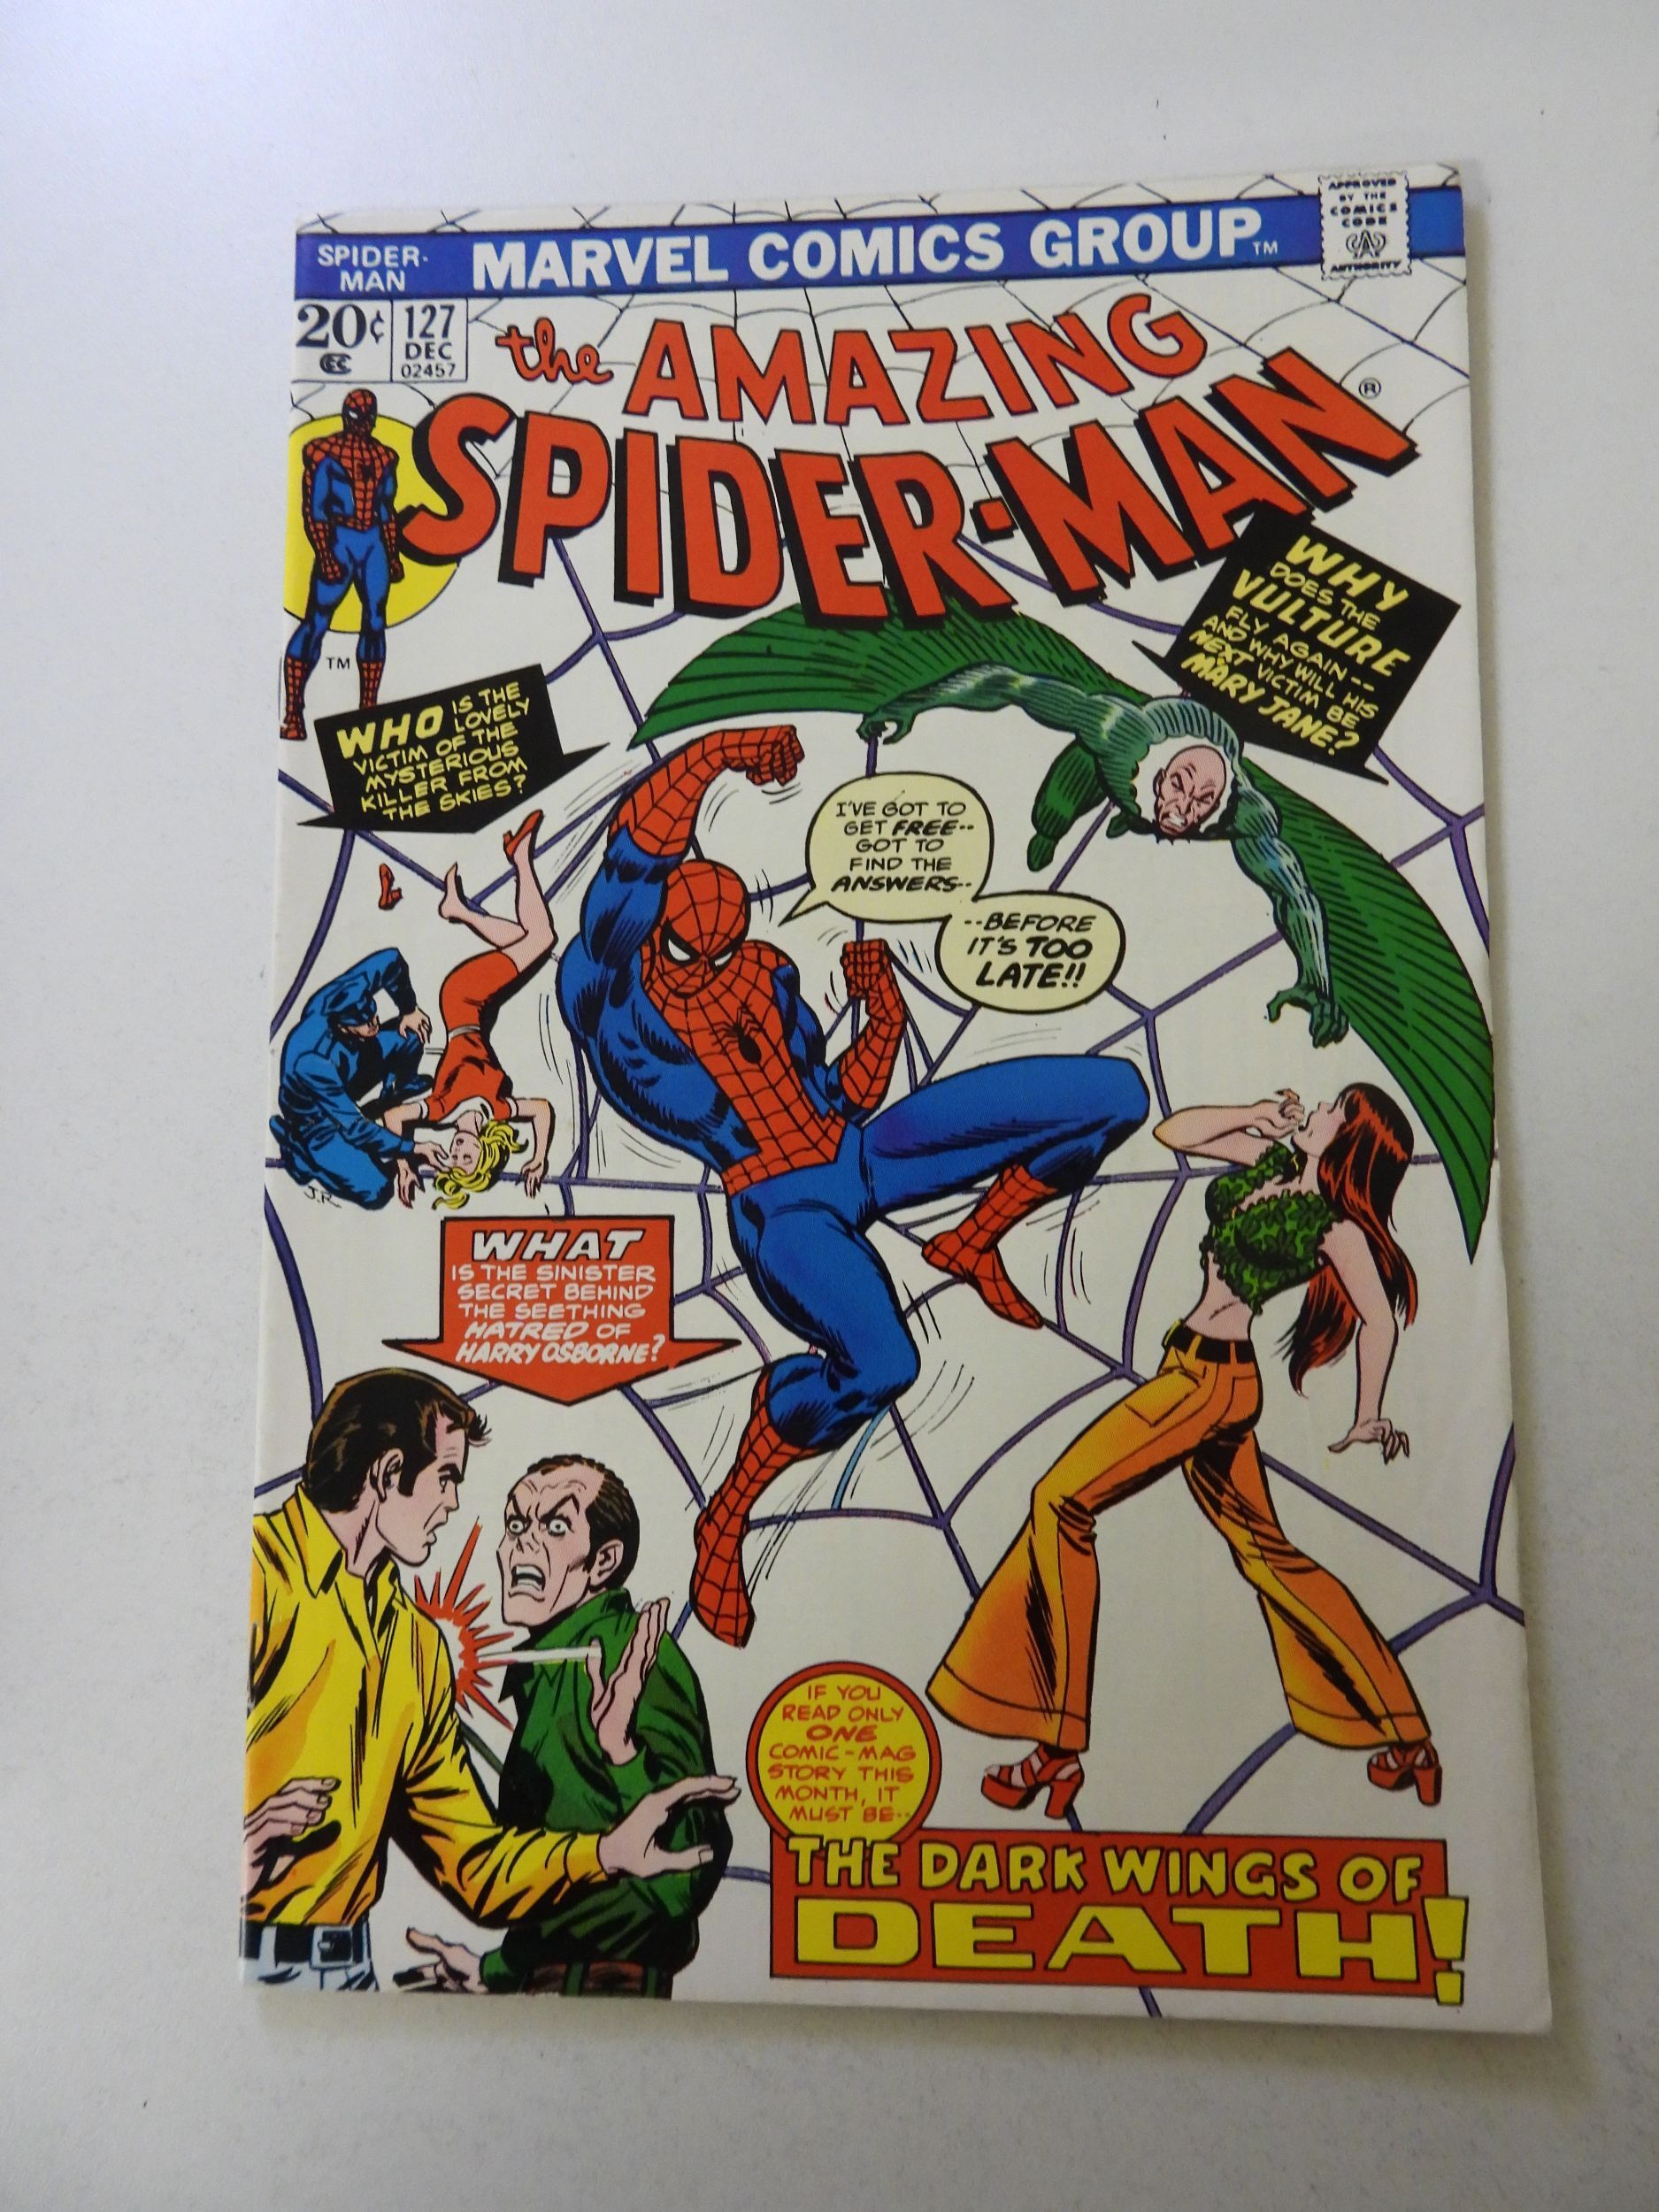 SPIDER-
MAN
MARVEL COMICS GROUP TM
APPROVED
BY THE
COMICS
CODE
CA
AUTHORITY
20¢
CC
127
DEC
02457
the AMAZING
SPIDER-MAN ®
TM
WHY
DOES THE
VULTURE
FLY AGAIN--
AND WHY WILL HIS
NEXT VICTIM BE
MARY JANE?
WHO IS THE
LOVELY
VICTIM OF THE
MYSTERIOUS
KILLER FROM
THE SKIES?
I'VE GOT TO
GET FREE--
GOT TO
FIND THE
ANSWERS--
--BEFORE
IT'S TOO
LATE!!
J.R.
WHAT
IS THE SINISTER
SECRET BEHIND
THE SEETHING
HATRED OF
HARRY OSBORNE?
IF YOU
READ ONLY
ONE
COMIC-MAG
STORY THIS
MONTH, IT
MUST BE--
THE DARK WINGS OF
DEATH!